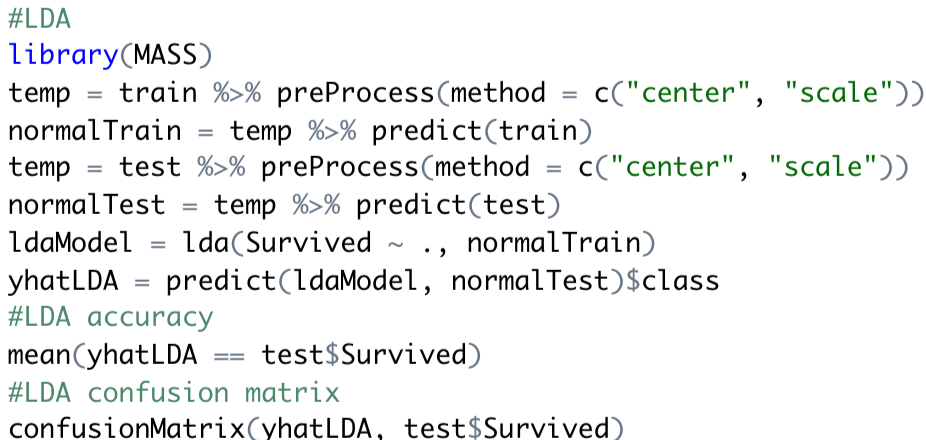 #LDA
library(MASS)
temp = train %>% preProcess(method = c("center", "scale"))
normalTrain = temp %>% predict(train)
temp = test %>% preProcess(method = c("center", "scale"))
normalTest = temp %>% predict(test)
ldaModel = lda(Survived ~ ., normalTrain)
yhatLDA = predict(ldaModel, normalTest)$class
#LDA accuracy
mean(yhatLDA == test$Survived)
#LDA confusion matrix
confusionMatrix(yhatLDA, test$Survived)